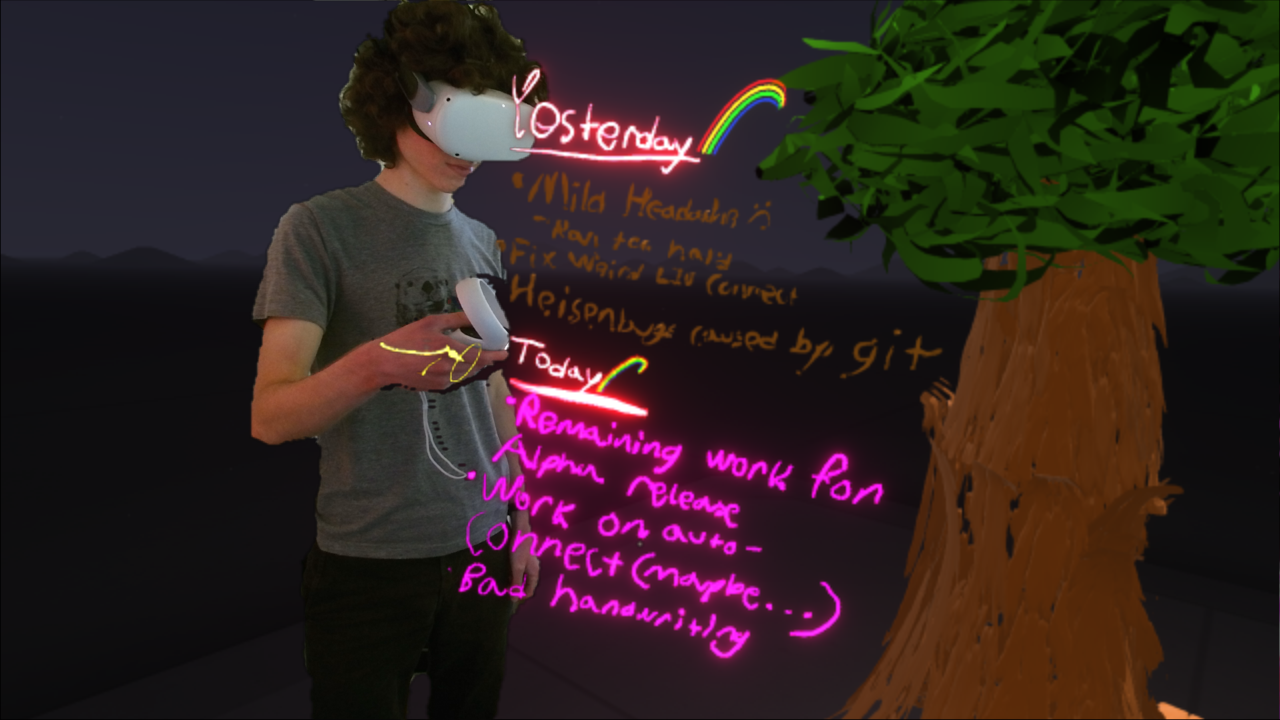 Yosterday
• Mild Headache :(
- Ran too hard
• Fix Weird LIV Connect
• Heisenbugs caused by git
Today
• Remaining work for
Alpha release
• Work on auto-
connect (maybe...)
• Bad handwriting